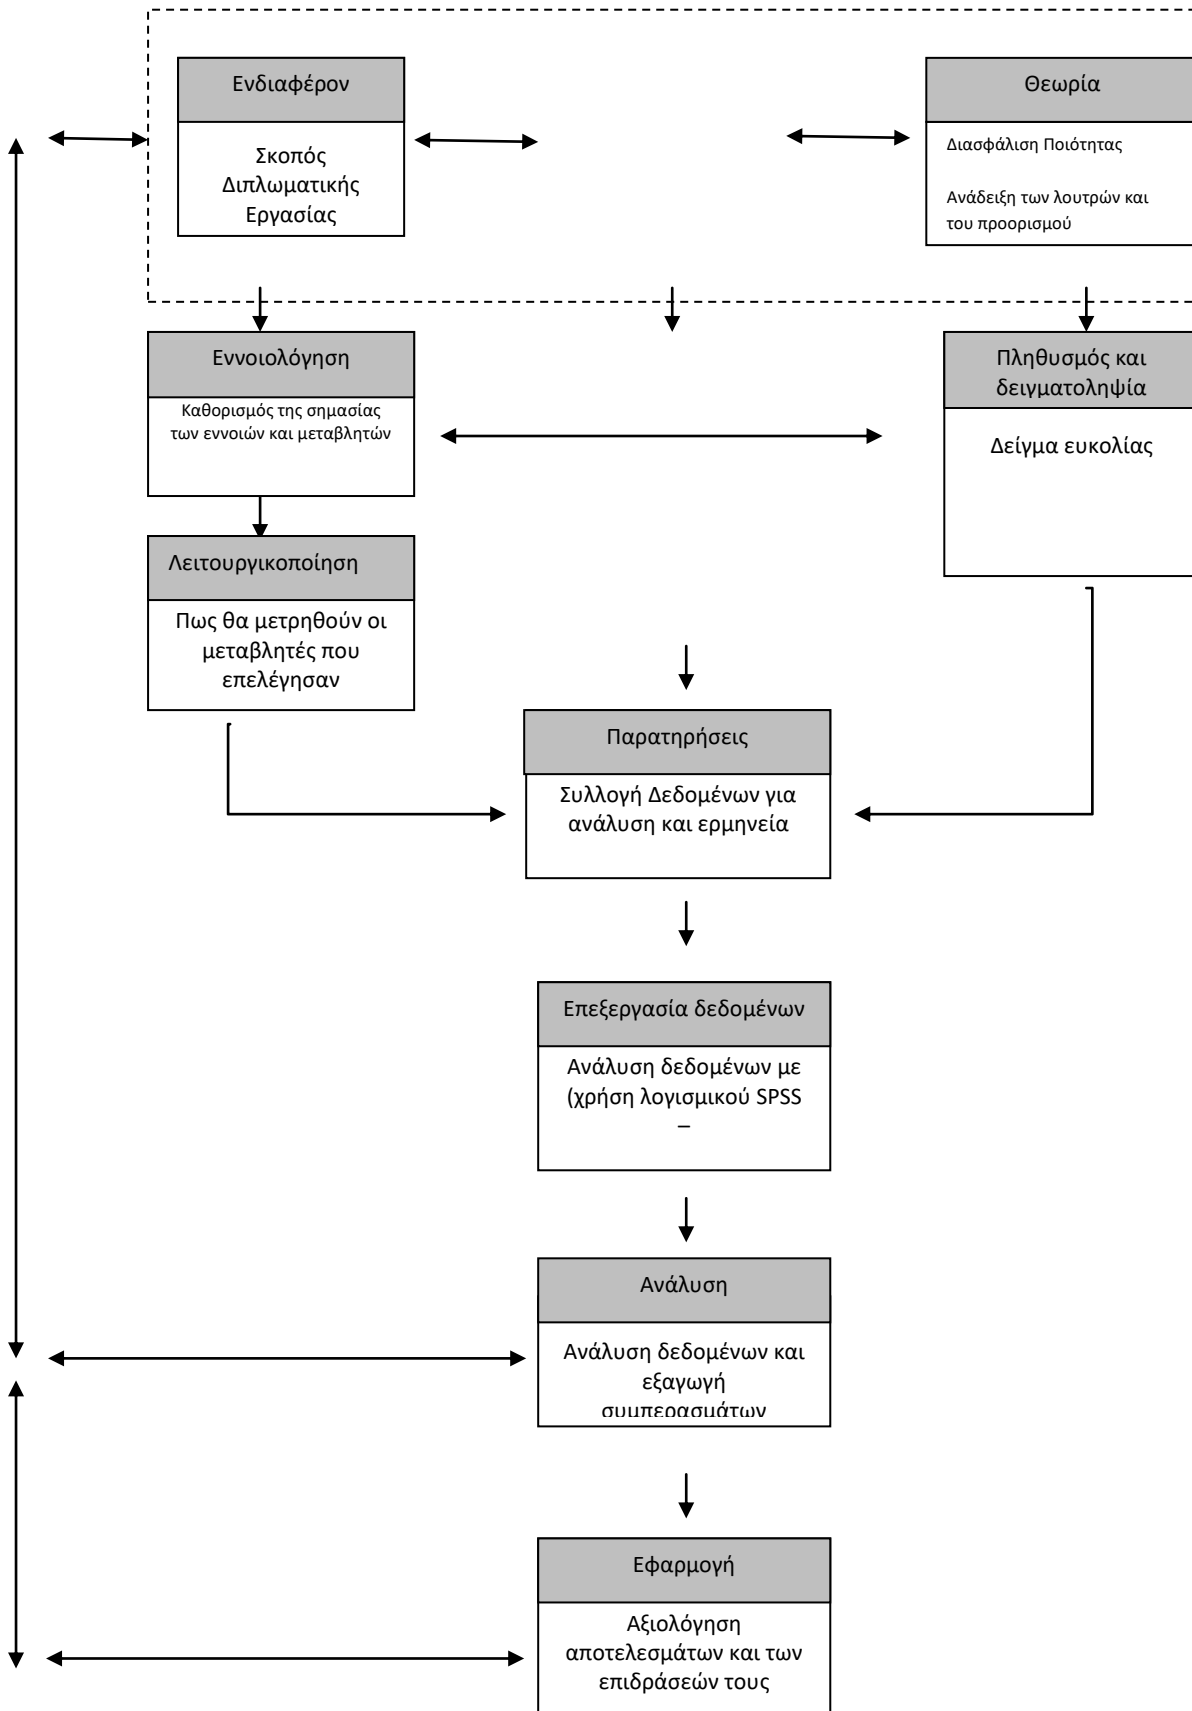 Ενδιαφέρον
Σκοπός
Διπλωματικής
Εργασίας
Θεωρία
Διασφάλιση Ποιότητας
Ανάδειξη των λουτρών και
του προορισμού
Εννοιολόγηση
Καθορισμός της σημασίας
των εννοιών και μεταβλητών
Πληθυσμός και
δειγματοληψία
Δείγμα ευκολίας
Λειτουργικοποίηση
Πως θα μετρηθούν οι
μεταβλητές που
επελέγησαν
Παρατηρήσεις
Συλλογή Δεδομένων για
ανάλυση και ερμηνεία
Επεξεργασία δεδομένων
Ανάλυση δεδομένων με
(χρήση λογισμικού SPSS
–
Ανάλυση
Ανάλυση δεδομένων και
εξαγωγή
συμπερασμάτων
Εφαρμογή
Αξιολόγηση
αποτελεσμάτων και των
επιδράσεών τους